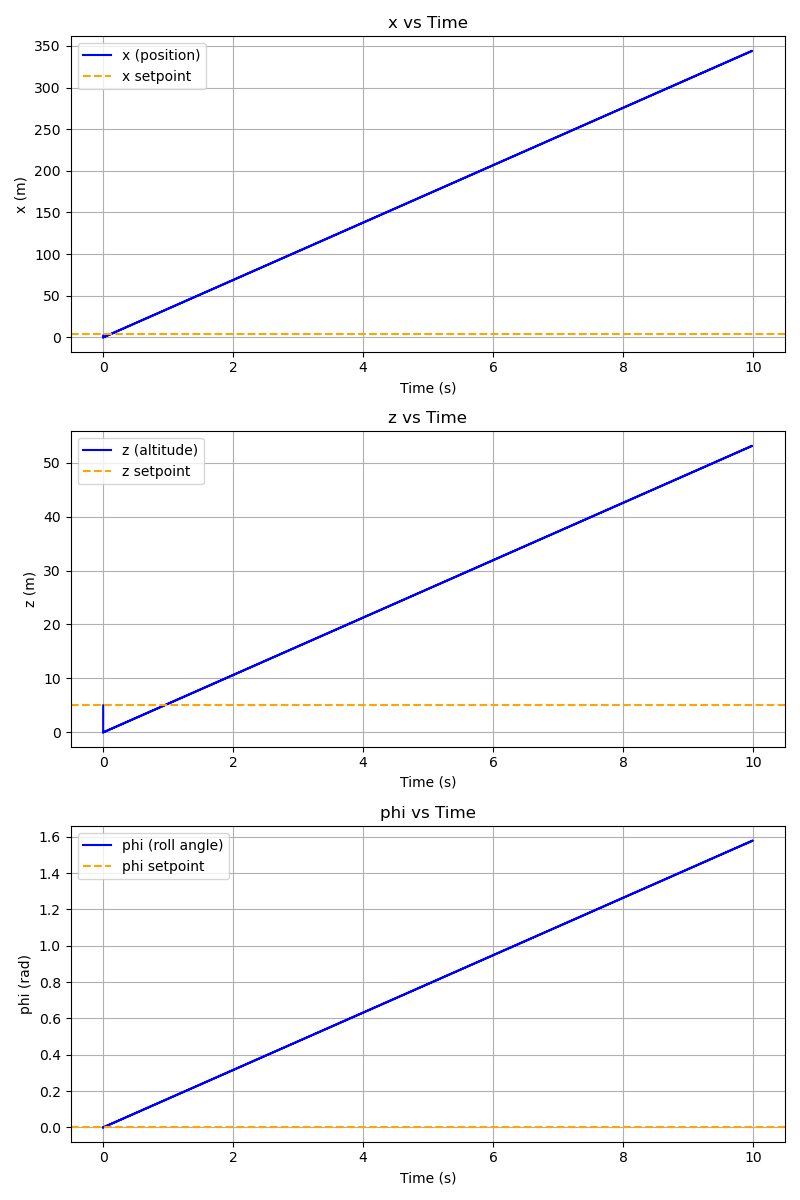 x vs Time
x (position)
x setpoint
350
300
250
200
150
100
50
0
x (m)
0 2 4 6 8 10
Time (s)
z vs Time
z (altitude)
z setpoint
50
40
30
20
10
0
z (m)
0 2 4 6 8 10
Time (s)
phi vs Time
phi (roll angle)
phi setpoint
1.6
1.4
1.2
1.0
0.8
0.6
0.4
0.2
0.0
phi (rad)
0 2 4 6 8 10
Time (s)